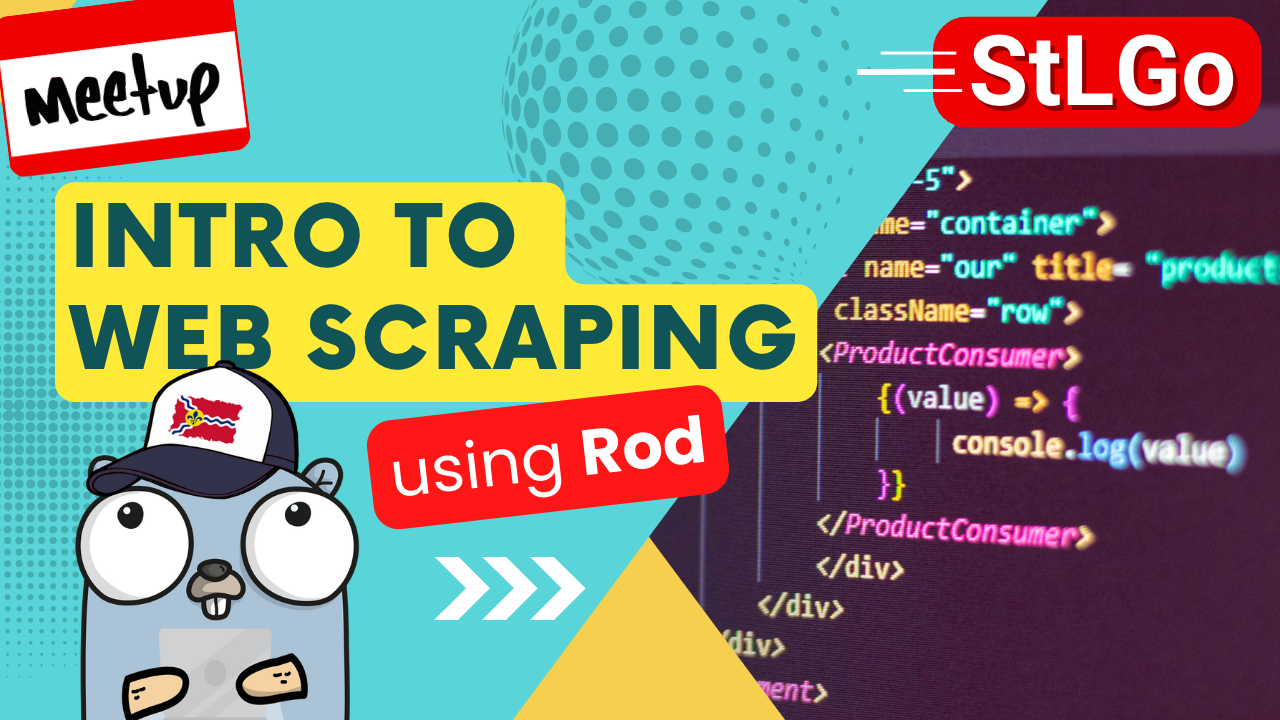 Meetup
StLGo
INTRO TO
WEB SCRAPING
using Rod
-5">
me="container">
name="our" title= "product
className="row">
<ProductConsumer>
{(value) => {
console.log(value)
}}
</ProductConsumer>
</div>
</div>
div>
ment>